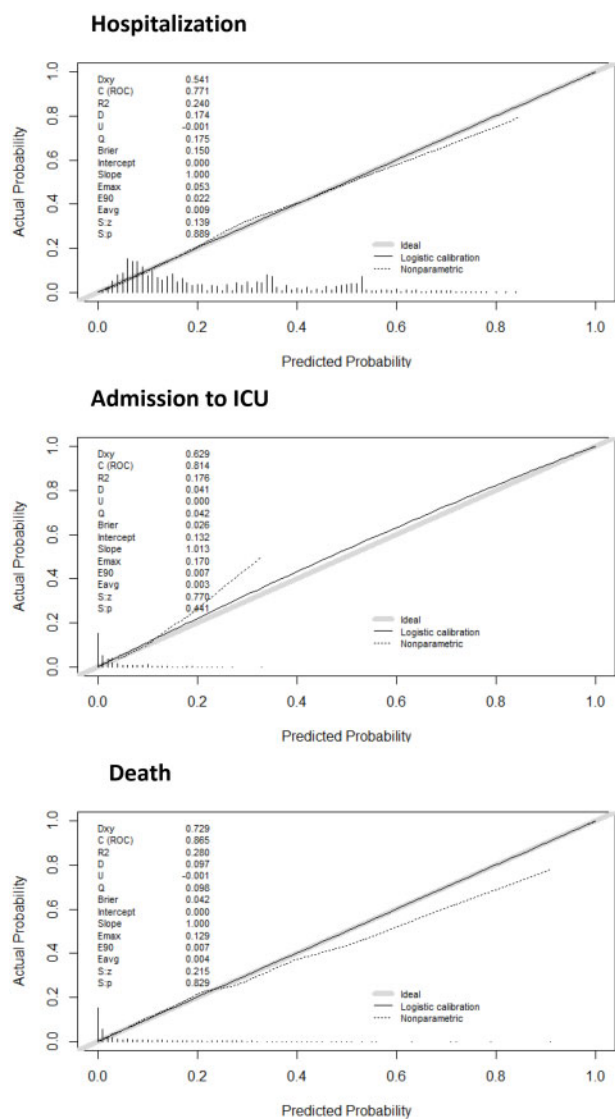 Hospitalization
Dxy 0.541
C (ROC) 0.771
R2 0.240
D 0.174
U -0.001
Q 0.175
Brier 0.150
Intercept 0.000
Slope 1.000
Emax 0.053
E90 0.022
Eavg 0.009
S:z 0.139
S:p 0.889
Actual Probability
0.0 0.2 0.4 0.6 0.8 1.0
Ideal
Logistic calibration
Nonparametric
0.0 0.2 0.4 0.6 0.8 1.0
Predicted Probability
Admission to ICU
Dxy 0.629
C (ROC) 0.814
R2 0.176
D 0.041
U 0.000
Q 0.042
Brier 0.026
Intercept 0.132
Slope 1.013
Emax 0.170
E90 0.007
Eavg 0.003
S:z 0.770
S:p 0.441
Actual Probability
0.0 0.2 0.4 0.6 0.8 1.0
Ideal
Logistic calibration
Nonparametric
0.0 0.2 0.4 0.6 0.8 1.0
Predicted Probability
Death
Dxy 0.729
C (ROC) 0.865
R2 0.280
D 0.097
U -0.001
Q 0.098
Brier 0.042
Intercept 0.000
Slope 1.000
Emax 0.129
E90 0.007
Eavg 0.004
S:z 0.215
S:p 0.829
Actual Probability
0.0 0.2 0.4 0.6 0.8 1.0
Ideal
Logistic calibration
Nonparametric
0.0 0.2 0.4 0.6 0.8 1.0
Predicted Probability